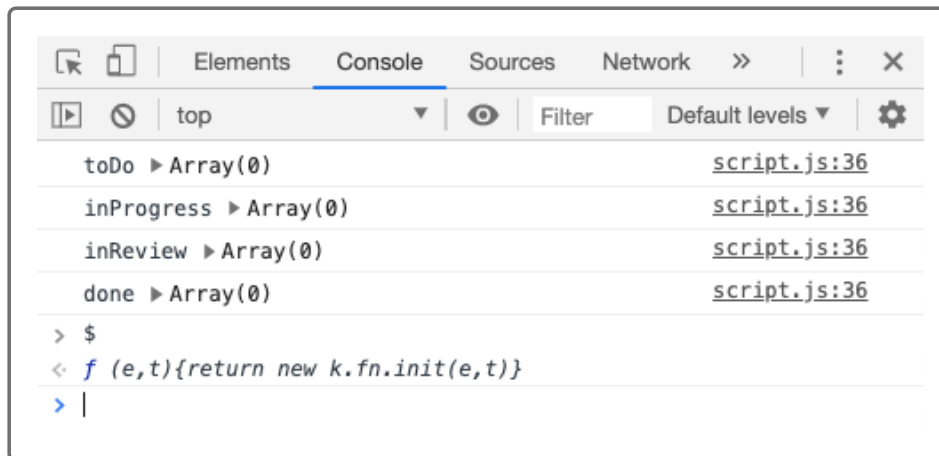 Elements Console Sources Network »
top Filter Default levels
toDo Array(0) script.js:36
inProgress Array(0) script.js:36
inReview Array(0) script.js:36
done Array(0) script.js:36
> $
ƒ (e,t){return new k.fn.init(e,t)}
>